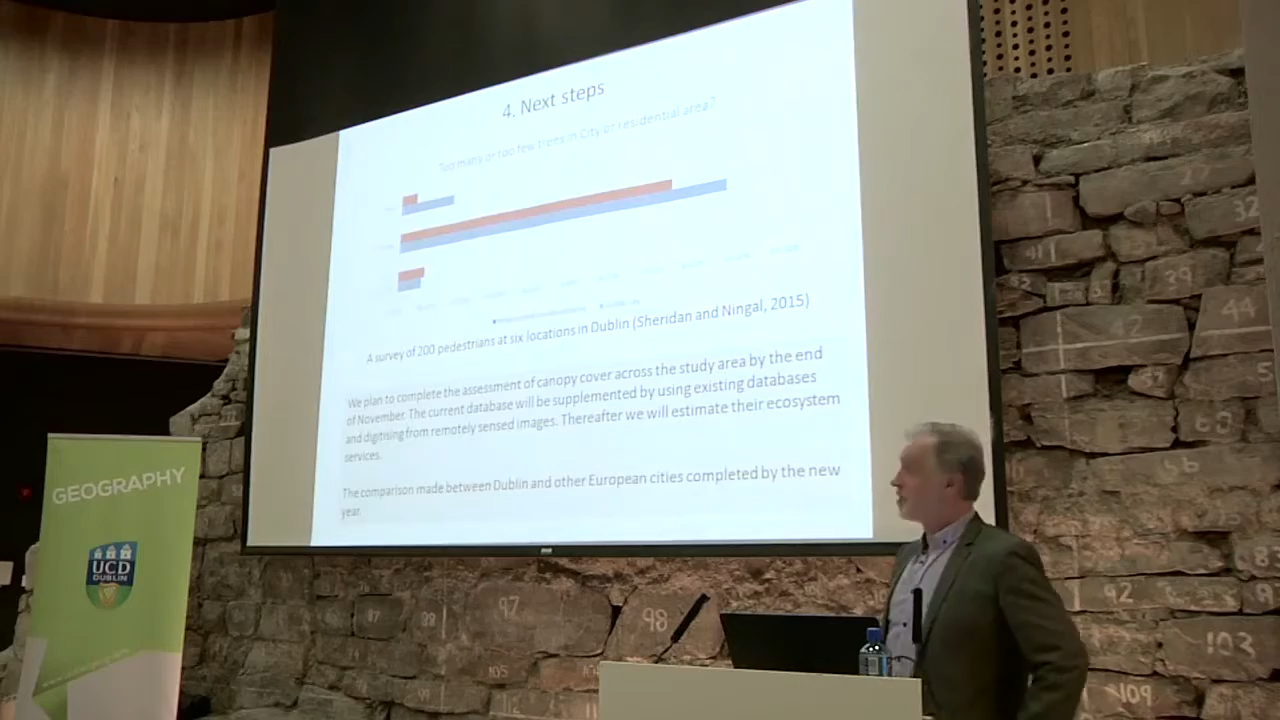 4. Next steps
Too many or too few trees in City or residential area?
A survey of 200 pedestrians at six locations in Dublin (Sheridan and Ningal, 2015)
We plan to complete the assessment of canopy cover across the study area by the end
of November. The current database will be supplemented by using existing databases
and digitising from remotely sensed images. Thereafter we will estimate their ecosystem
services.
The comparison made between Dublin and other European cities completed by the new
year.
GEOGRAPHY
UCD
DUBLIN
32
41
39
44
42
63
92
97
98
103
105
109